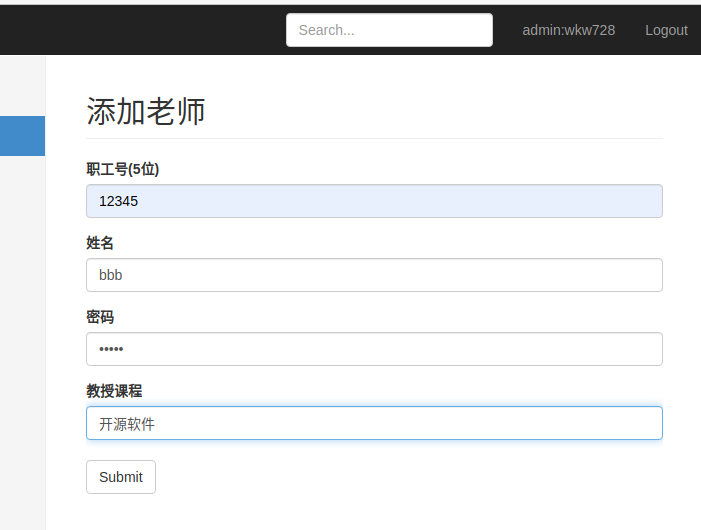 Search...
admin:wkw728
Logout
添加老师
职工号(5位)
12345
姓名
bbb
密码
•••••
教授课程
开源软件
Submit